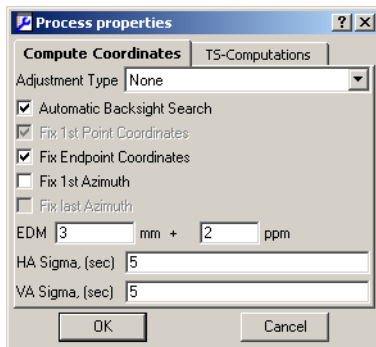 Process properties
Compute Coordinates TS-Computations
Adjustment Type None
Automatic Backsight Search
Fix 1st Point Coordinates
Fix Endpoint Coordinates
Fix 1st Azimuth
Fix last Azimuth
EDM 3 mm + 2 ppm
HA Sigma, (sec) 5
VA Sigma, (sec) 5
OK Cancel